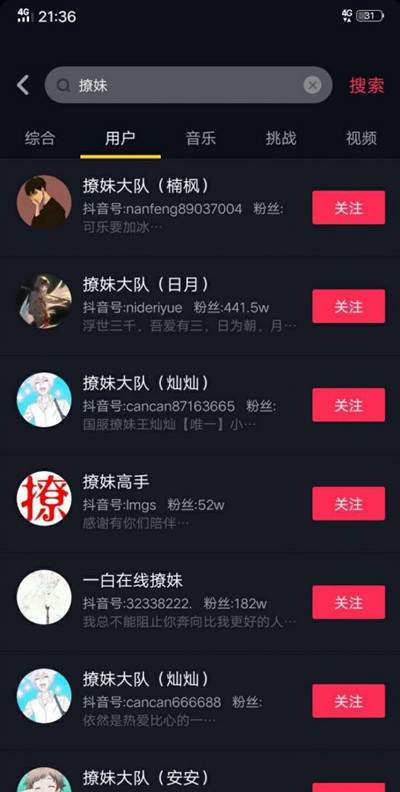 4G 21:36 4G 31
撩妹 搜索
综合 用户 音乐 挑战 视频
撩妹大队（楠枫）
抖音号:nanfeng89037004 粉丝:
可乐要加冰…
关注
撩妹大队（日月）
抖音号:nideriyue 粉丝:441.5w
浮世三千，吾爱有三，日为朝，月…
关注
撩妹大队（灿灿）
抖音号:cancan87163665 粉丝:
国服撩妹王灿灿【唯一】小…
关注
撩
撩妹高手
抖音号:lmgs 粉丝:52w
感谢有你们陪伴…
关注
一白在线撩妹
抖音号:32338222. 粉丝:182w
我总不能阻止你奔向比我更好的人…
关注
撩妹大队（灿灿）
抖音号:cancan666688 粉丝:
依然是热爱比心的一…
关注
撩妹大队（安安）